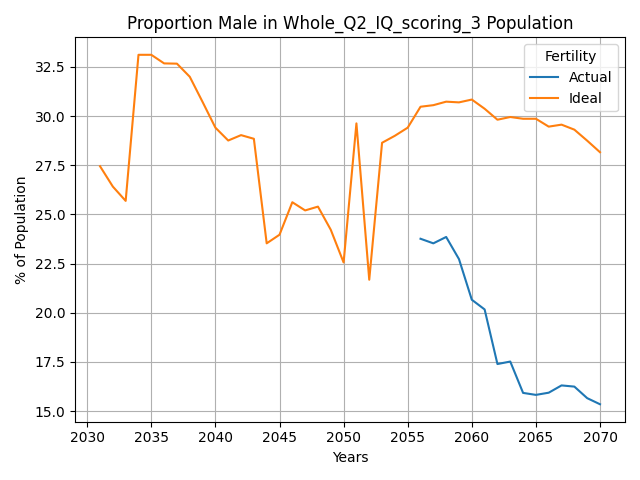 Proportion Male in Whole_Q2_IQ_scoring_3 Population
Fertility
Actual
Ideal
% of Population
32.5
30.0
27.5
25.0
22.5
20.0
17.5
15.0
2030 2035 2040 2045 2050 2055 2060 2065 2070
Years